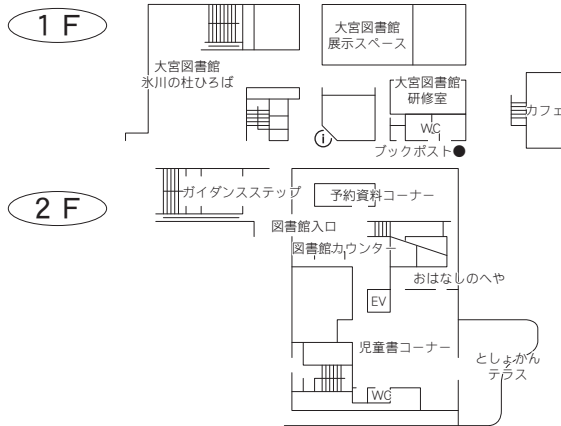 1F
大宮図書館
氷川の杜ひろば
大宮図書館
展示スペース
大宮図書館
研修室
WC
カフェ
i
ブックポスト●
2F
ガイダンスステップ
予約資料コーナー
図書館入口
図書館カウンター
おはなしのへや
EV
児童書コーナー
としょかん
テラス
WC